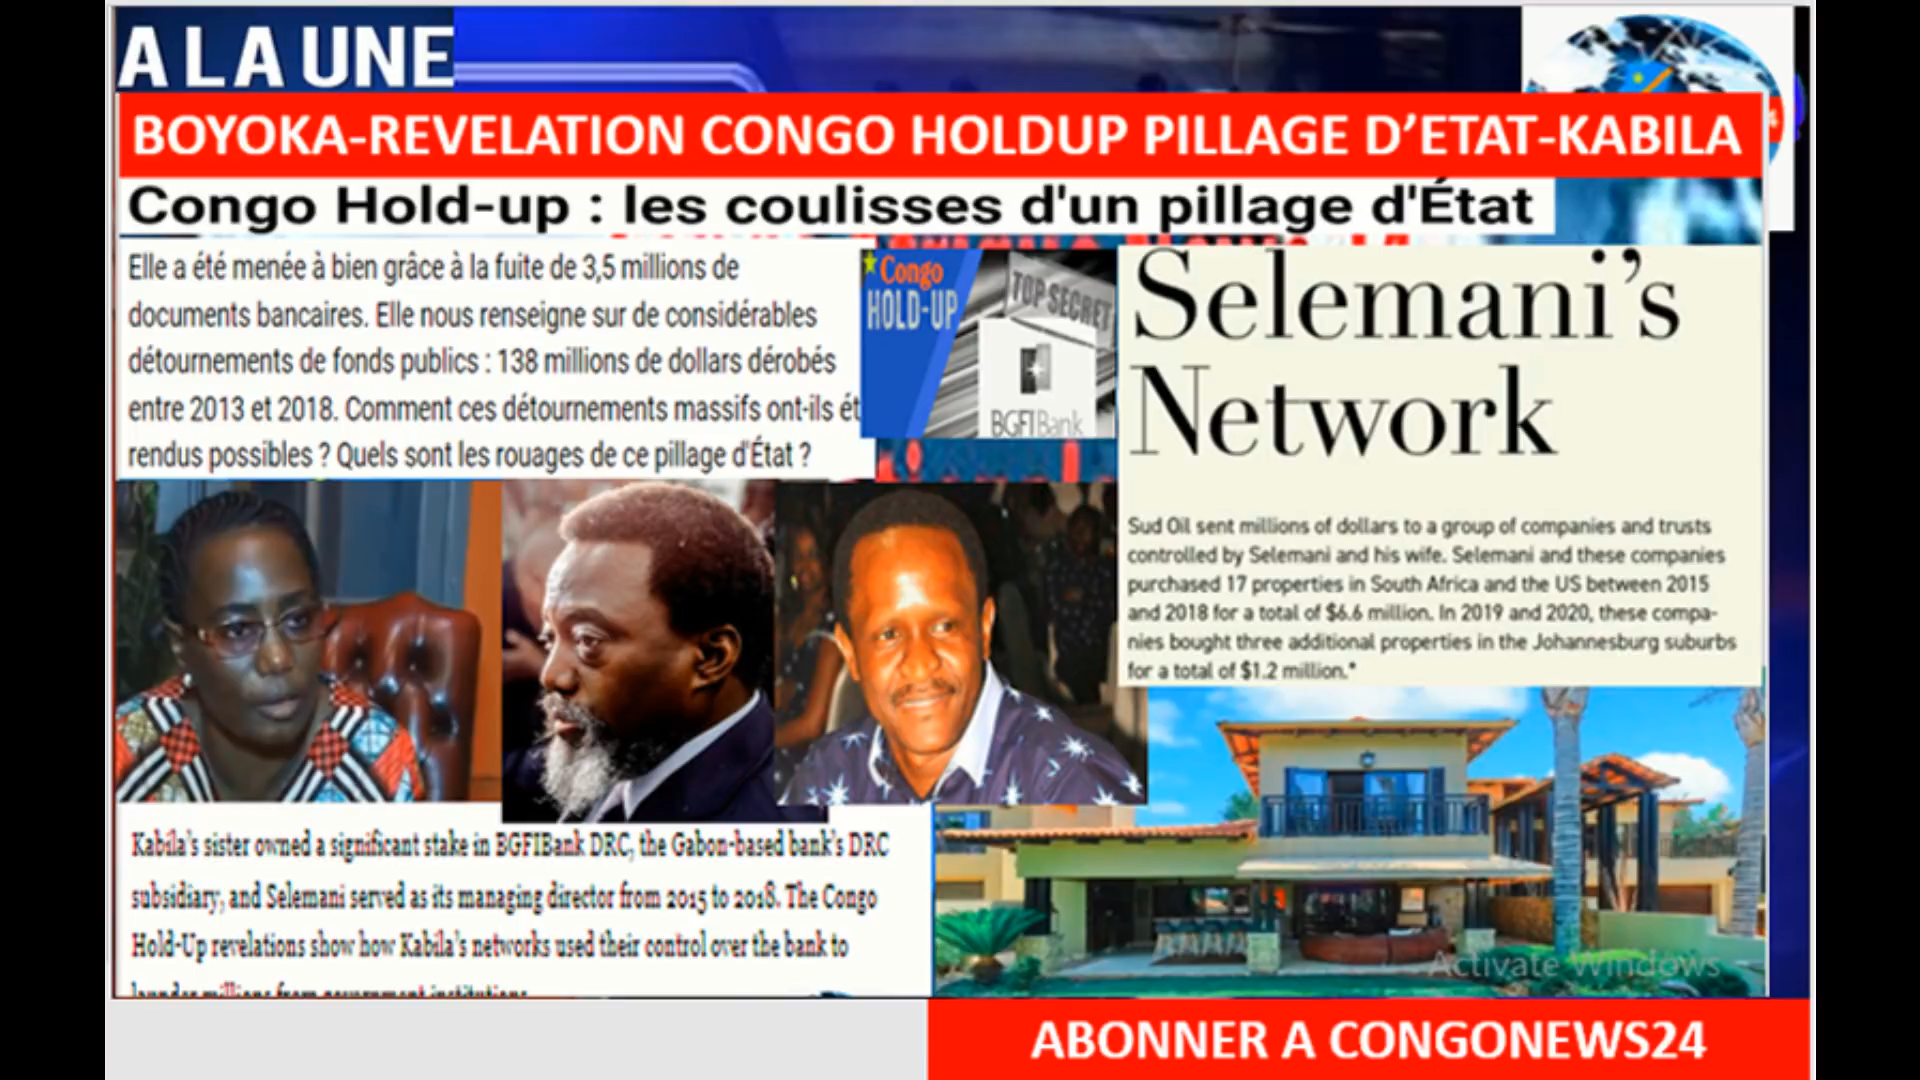 A LA UNE
BOYOKA-REVELATION CONGO HOLDUP PILLAGE D’ETAT-KABILA
Congo Hold-up : les coulisses d'un pillage d'État
Elle a été menée à bien grâce à la fuite de 3,5 millions de
documents bancaires. Elle nous renseigne sur de considérables
détournements de fonds publics : 138 millions de dollars dérobés
entre 2013 et 2018. Comment ces détournements massifs ont-ils ét
rendus possibles ? Quels sont les rouages de ce pillage d'État ?
Congo
HOLD-UP
TOP SECRET
BGFIBank
Selemani’s
Network
Sud Oil sent millions of dollars to a group of companies and trusts
controlled by Selemani and his wife. Selemani and these companies
purchased 17 properties in South Africa and the US between 2015
and 2018 for a total of $6.6 million. In 2019 and 2020, these compa-
nies bought three additional properties in the Johannesburg suburbs
for a total of $1.2 million.*
Kabila’s sister owned a significant stake in BGFIBank DRC, the Gabon-based bank’s DRC
subsidiary, and Selemani served as its managing director from 2015 to 2018. The Congo
Hold-Up revelations show how Kabila’s networks used their control over the bank to
launder millions from government institutions
Activate Windows
ABONNER A CONGONEWS24